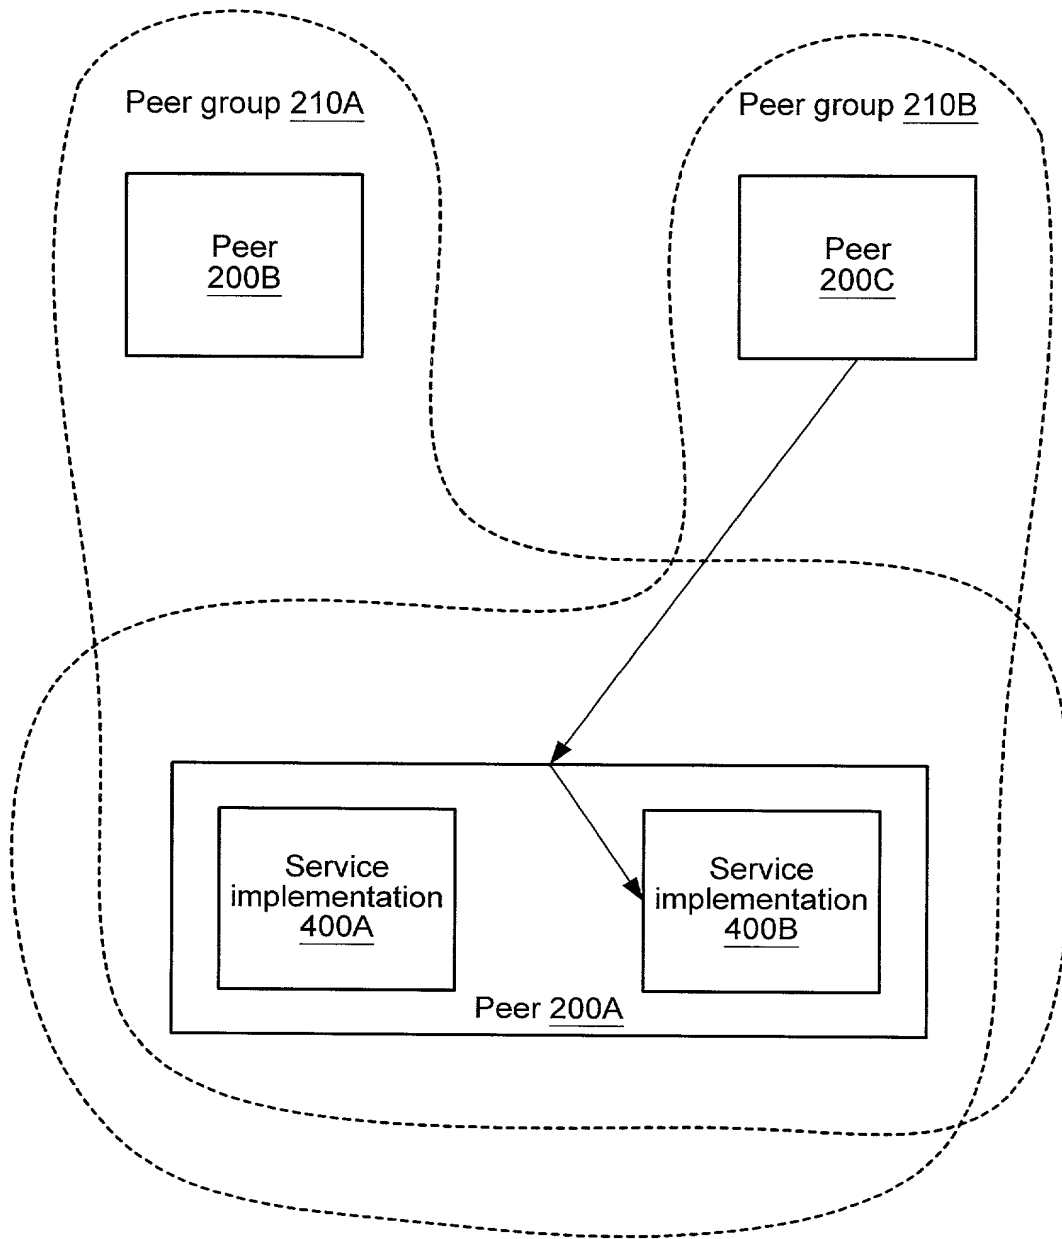 Peer group 210A
Peer group 210B
Peer
200B
Peer
200C
Service
implementation
400A
Service
implementation
400B
Peer 200A